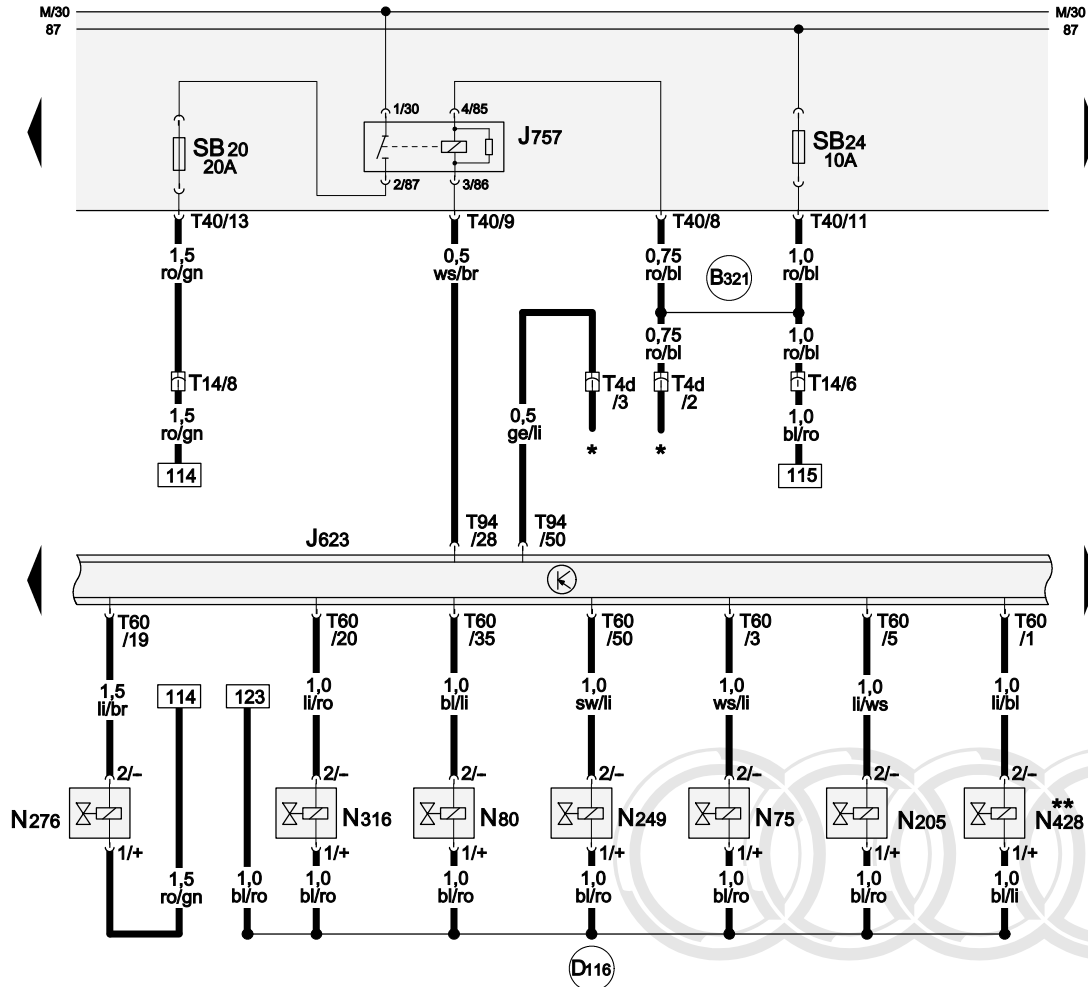 M/30 M/30
87 87
1/30 4/85
J757
SB20
20A
SB24
10A
2/87 3/86
T40/13 T40/9 T40/8 T40/11
1,5 0,5 0,75 1,0
ro/gn ws/br ro/bl ro/bl
B321
0,75 1,0
ro/bl ro/bl
T14/8 T4d T4d T14/6
/3 /2
1,5 0,5 1,0
ro/gn ge/li bl/ro
* *
114 115
J623
T94 T94
/28 /50
T60 T60 T60 T60 T60 T60 T60
/19 /20 /35 /50 /3 /5 /1
1,5 114 123 1,0 1,0 1,0 1,0 1,0 1,0
li/br li/ro bl/li sw/li ws/li li/ws li/bl
2/– 2/– 2/– 2/– 2/– 2/– 2/–
**
N276 N316 N80 N249 N75 N205 N428
1/+ 1/+ 1/+ 1/+ 1/+ 1/+ 1/+
1,5 1,0 1,0 1,0 1,0 1,0 1,0 1,0
ro/gn bl/ro bl/ro bl/ro bl/ro bl/ro bl/ro bl/li
D116